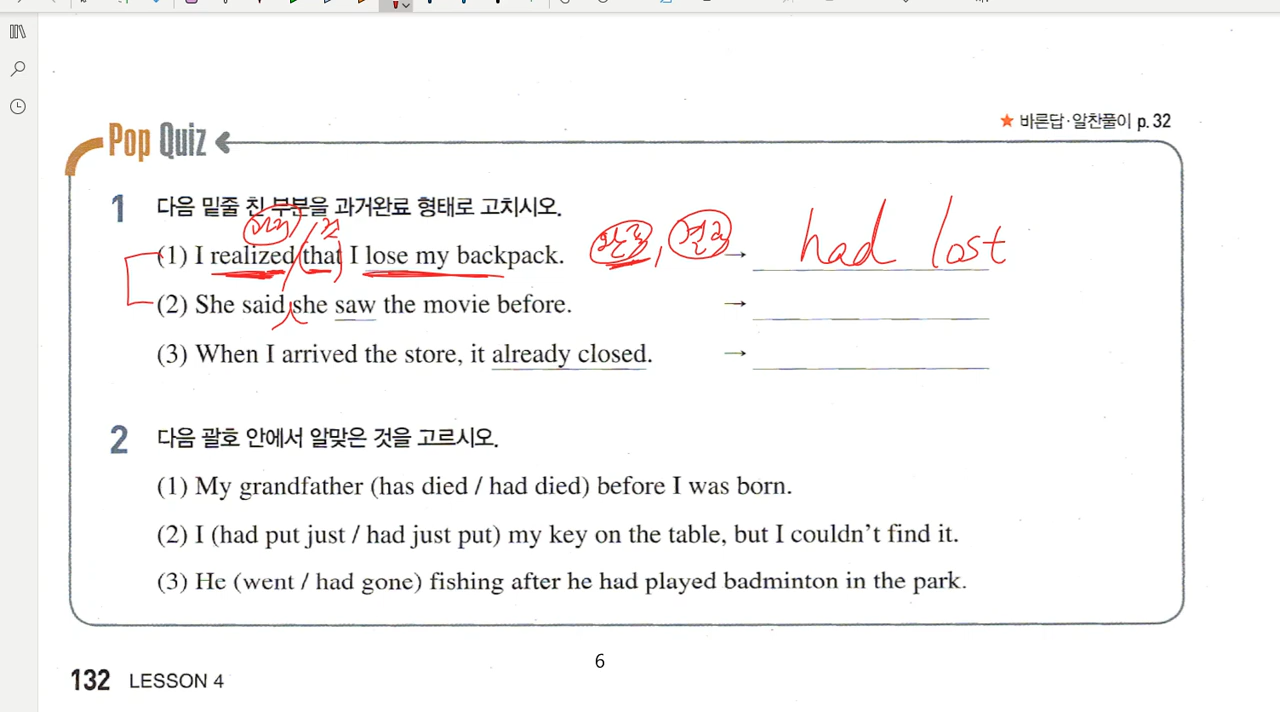 ★ 바른답·알찬풀이 p.32
Pop Quiz
1 다음 밑줄 친 부분을 과거완료 형태로 고치시오.
(1) I realized that I lose my backpack. 완료, 결과 → had lost
(2) She said she saw the movie before. →
(3) When I arrived the store, it already closed. →
2 다음 괄호 안에서 알맞은 것을 고르시오.
(1) My grandfather (has died / had died) before I was born.
(2) I (had put just / had just put) my key on the table, but I couldn't find it.
(3) He (went / had gone) fishing after he had played badminton in the park.
6
132 LESSON 4